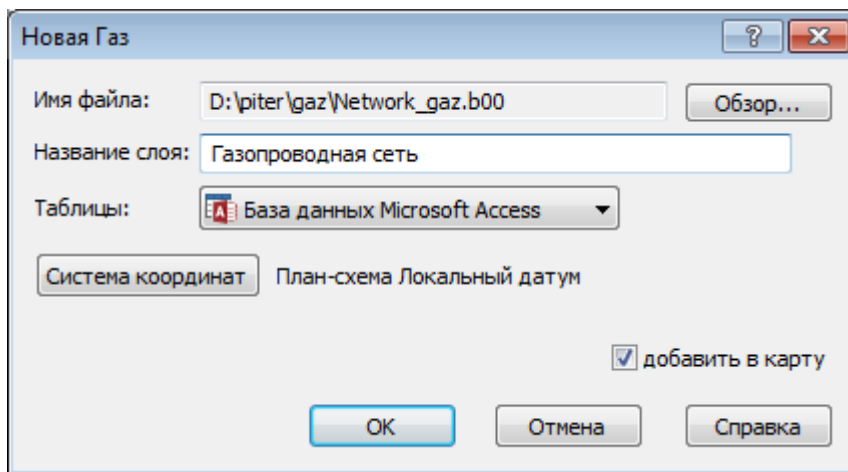 Новая Газ
Имя файла: D:\piter\gaz\Network_gaz.b00 Обзор...
Название слоя: Газопроводная сеть
Таблицы: База данных Microsoft Access
Система координат План-схема Локальный датум
добавить в карту
OK Отмена Справка